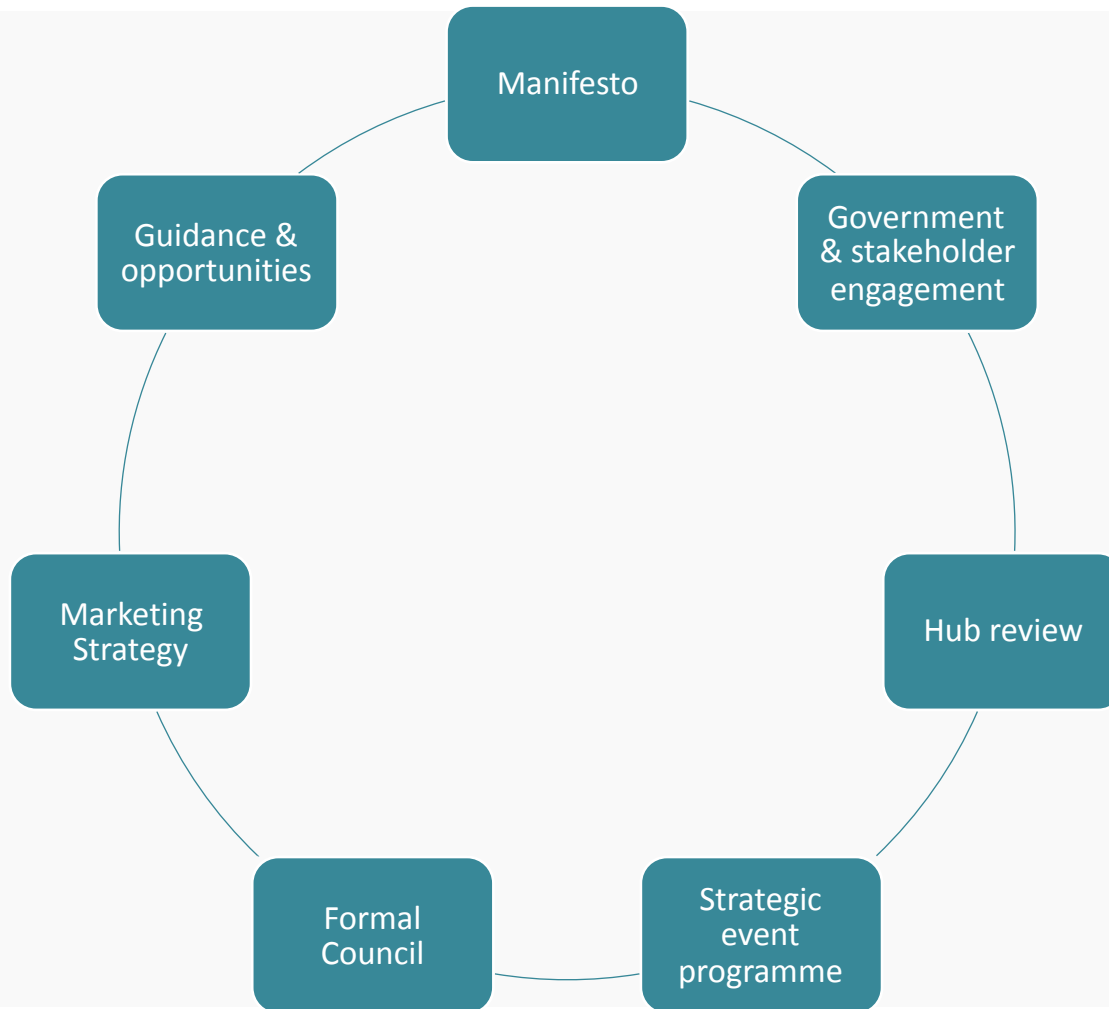 Manifesto
Government
& stakeholder
engagement
Hub review
Strategic
event
programme
Formal
Council
Marketing
Strategy
Guidance &
opportunities